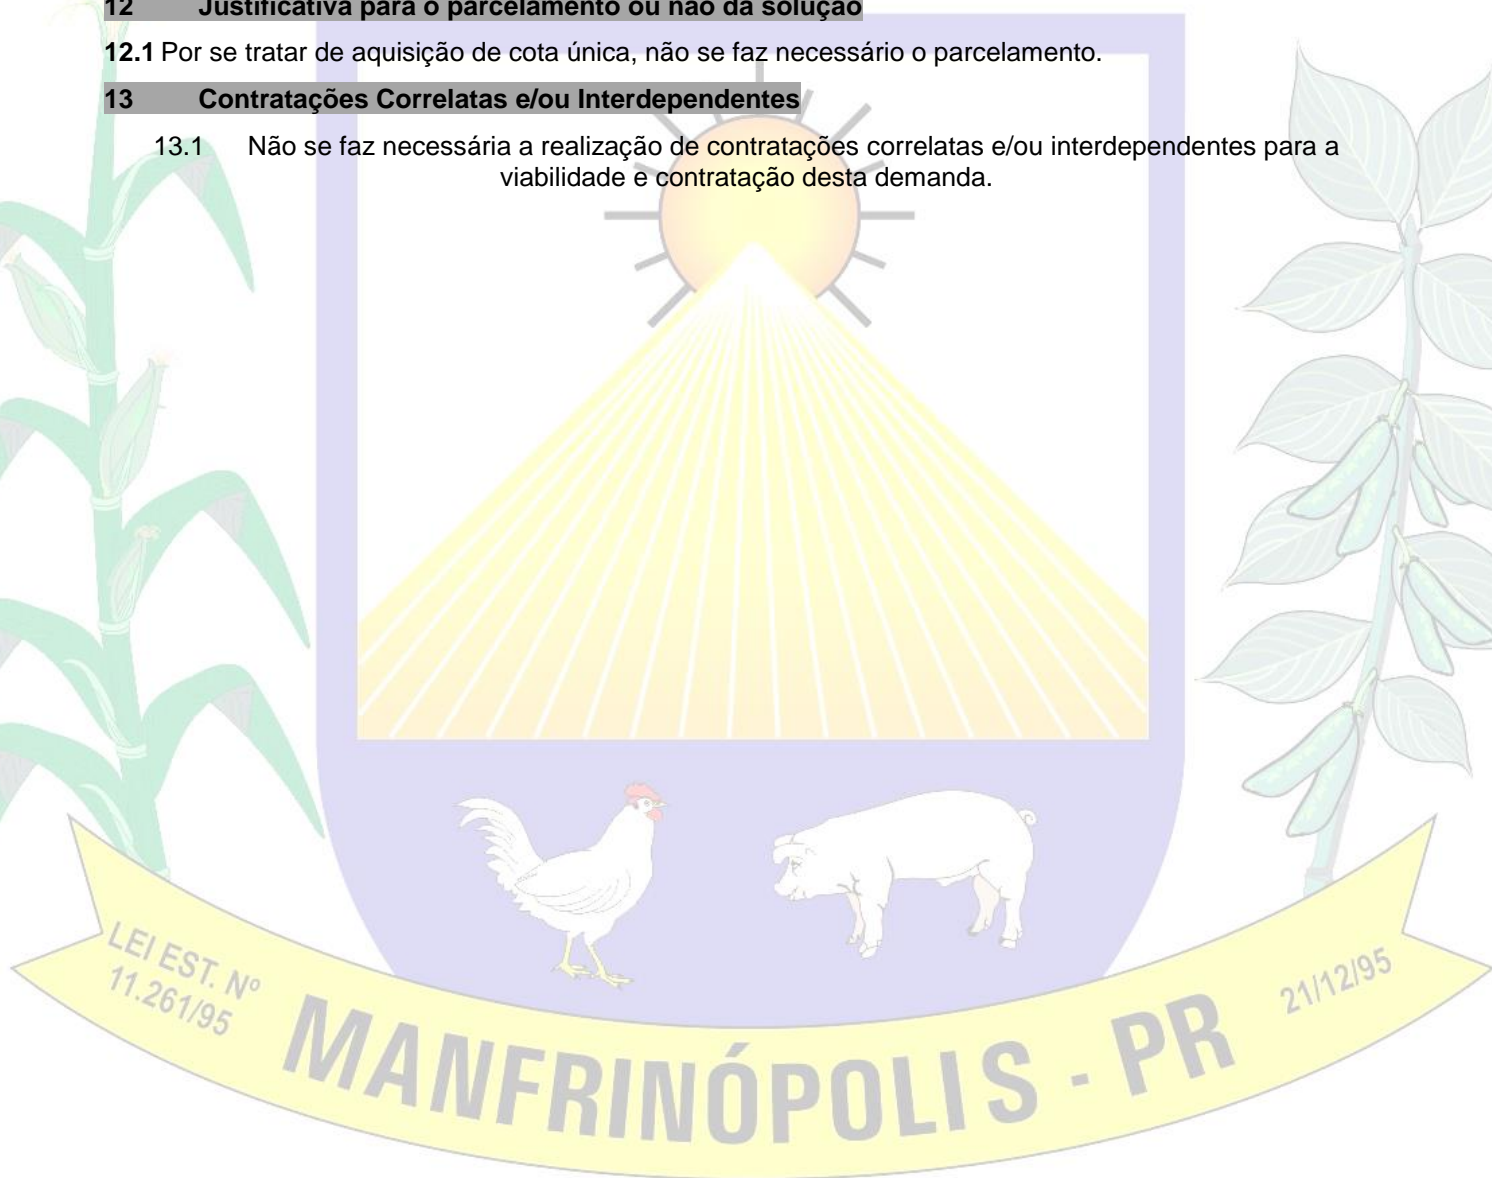 12 Justificativa para o parcelamento ou não da solução
12.1 Por se tratar de aquisição de cota única, não se faz necessário o parcelamento.
13 Contratações Correlatas e/ou Interdependentes
13.1 Não se faz necessária a realização de contratações correlatas e/ou interdependentes para a
viabilidade e contratação desta demanda.
LEI EST. Nº
11.261/95
MANFRINÓPOLIS - PR
21/12/95